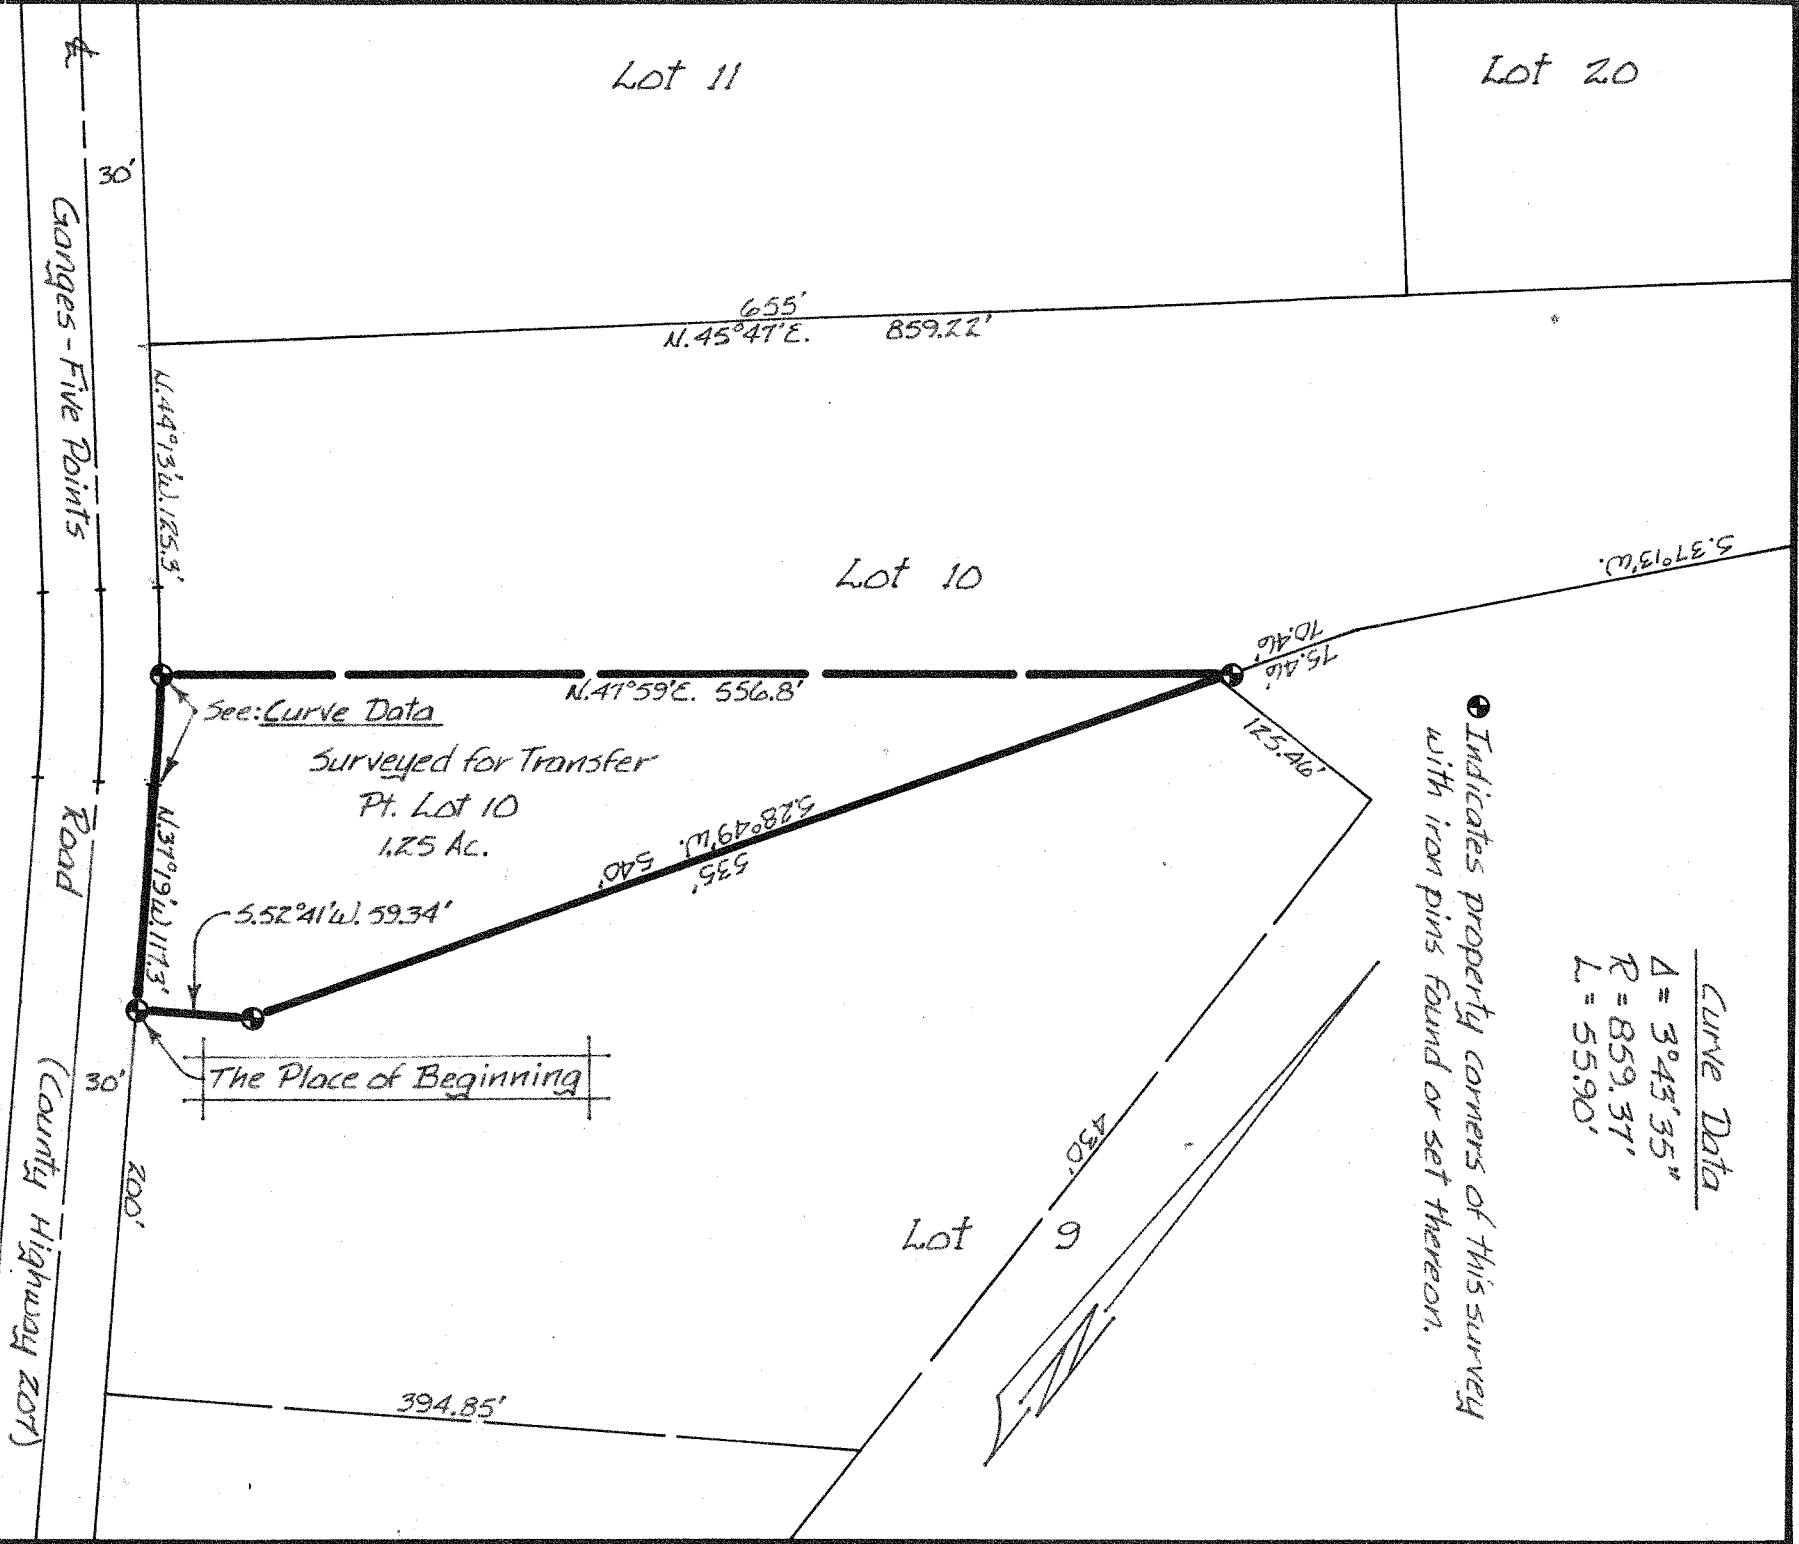 Lot 11
Lot 20
℄
30'
Ganges-Five Points
Road
(County Highway 207)
655'
N.45°47'E. 859.22'
N.44°13'W. 125.3'
Lot 10
S.37°13'W.
70.46'
75.46'
N.47°59'E. 556.8'
See: Curve Data
Surveyed for Transfer
Pt. Lot 10
1.25 Ac.
125.46'
S28°49'W.
540'
535'
N.37°19'W. 117.3'
S.52°41'W. 59.34'
The Place of Beginning
30'
200'
430'
Lot 9
N
394.85'
Indicates property corners of this survey
with iron pins found or set thereon.
Curve Data
Δ = 3°43'35"
R = 859.37'
L = 55.90'